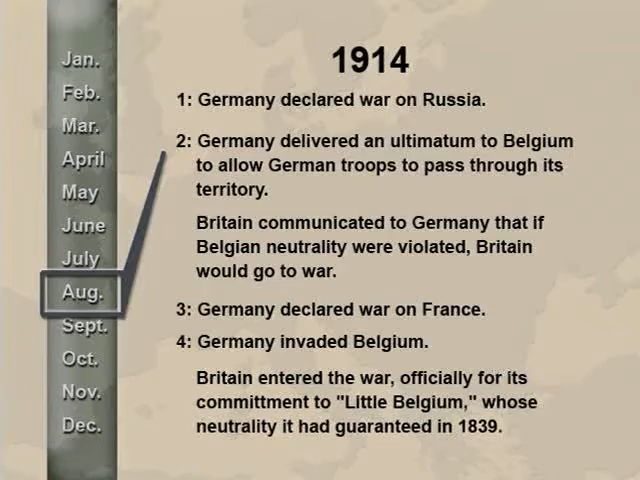 Jan.
Feb.
Mar.
April
May
June
July
Aug.
Sept.
Oct.
Nov.
Dec.
1914
1: Germany declared war on Russia.
2: Germany delivered an ultimatum to Belgium
to allow German troops to pass through its
territory.
Britain communicated to Germany that if
Belgian neutrality were violated, Britain
would go to war.
3: Germany declared war on France.
4: Germany invaded Belgium.
Britain entered the war, officially for its
committment to "Little Belgium," whose
neutrality it had guaranteed in 1839.